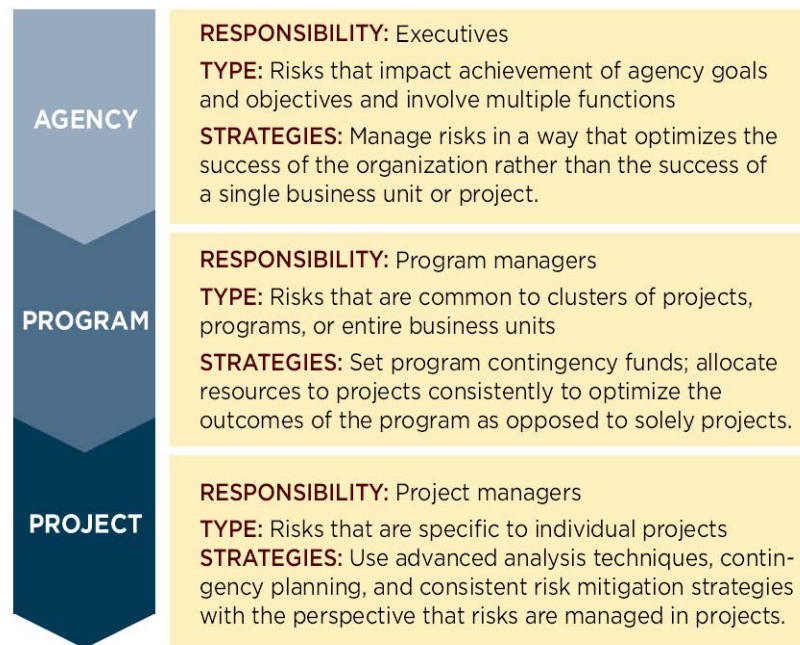 AGENCY
RESPONSIBILITY: Executives
TYPE: Risks that impact achievement of agency goals
and objectives and involve multiple functions
STRATEGIES: Manage risks in a way that optimizes the
success of the organization rather than the success of
a single business unit or project.
PROGRAM
RESPONSIBILITY: Program managers
TYPE: Risks that are common to clusters of projects,
programs, or entire business units
STRATEGIES: Set program contingency funds; allocate
resources to projects consistently to optimize the
outcomes of the program as opposed to solely projects.
PROJECT
RESPONSIBILITY: Project managers
TYPE: Risks that are specific to individual projects
STRATEGIES: Use advanced analysis techniques, contin-
gency planning, and consistent risk mitigation strategies
with the perspective that risks are managed in projects.